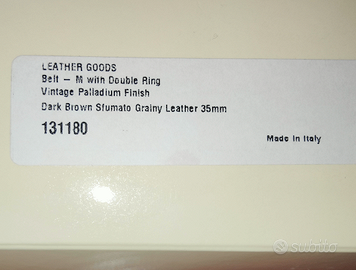 LEATHER GOODS
Belt – M with Double Ring
Vintage Palladium Finish
Dark Brown Sfumato Grainy Leather 35mm
131180
Made in Italy
subito